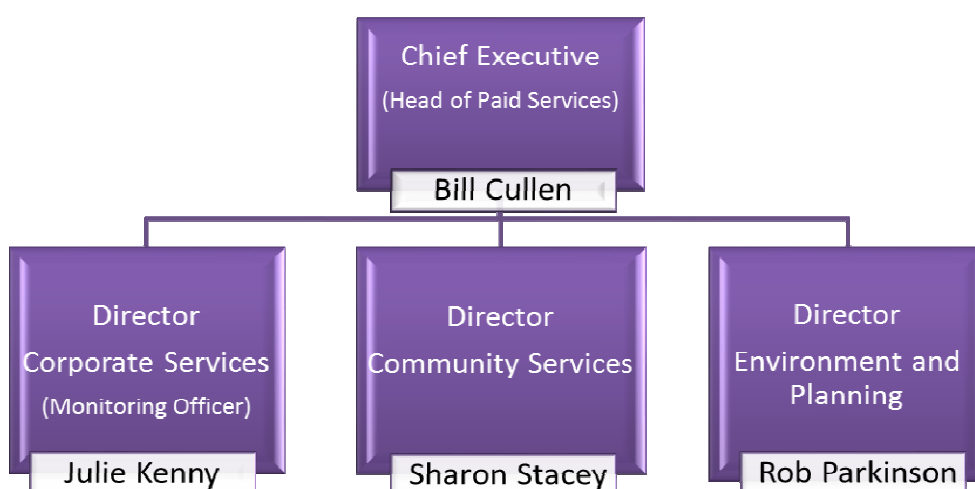 Chief Executive
(Head of Paid Services)
Bill Cullen
Director
Corporate Services
(Monitoring Officer)
Julie Kenny
Director
Community Services
Sharon Stacey
Director
Environment and
Planning
Rob Parkinson